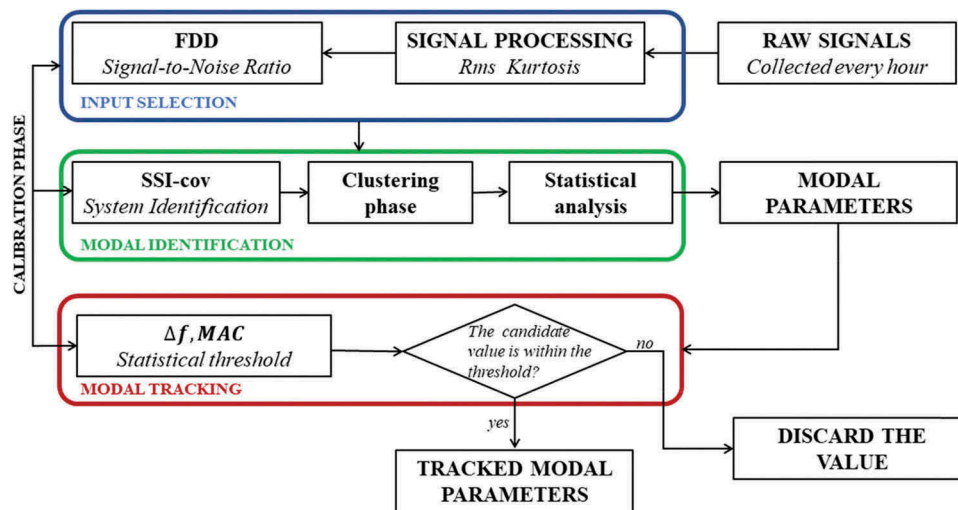 FDD
Signal-to-Noise Ratio
SIGNAL PROCESSING
Rms Kurtosis
RAW SIGNALS
Collected every hour
INPUT SELECTION
CALIBRATION PHASE
SSI-cov
System Identification
Clustering
phase
Statistical
analysis
MODAL
PARAMETERS
MODAL IDENTIFICATION
Δf, MAC
Statistical threshold
The candidate
value is within the
threshold?
no
MODAL TRACKING
yes
TRACKED MODAL
PARAMETERS
DISCARD THE
VALUE